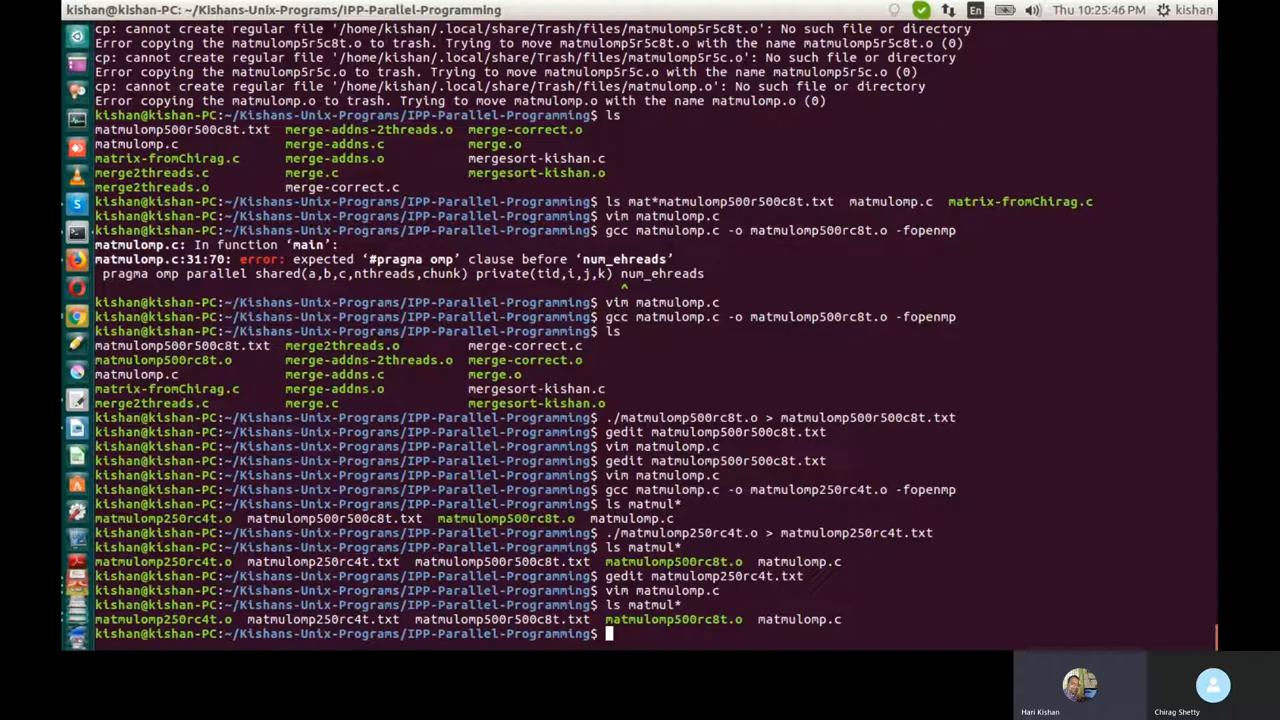 kishan@kishan-PC: ~/Kishans-Unix-Programs/IPP-Parallel-Programming
En Thu 10:25:46 PM kishan
cp: cannot create regular file '/home/kishan/.local/share/Trash/files/matmulomp5r5c8t.o': No such file or directory
Error copying the matmulomp5r5c8t.o to trash. Trying to move matmulomp5r5c8t.o with the name matmulomp5r5c8t.o (0)
cp: cannot create regular file '/home/kishan/.local/share/Trash/files/matmulomp5r5c.o': No such file or directory
Error copying the matmulomp5r5c.o to trash. Trying to move matmulomp5r5c.o with the name matmulomp5r5c.o (0)
cp: cannot create regular file '/home/kishan/.local/share/Trash/files/matmulomp.o': No such file or directory
Error copying the matmulomp.o to trash. Trying to move matmulomp.o with the name matmulomp.o (0)
kishan@kishan-PC:~/Kishans-Unix-Programs/IPP-Parallel-Programming$ ls
matmulomp500r500c8t.txt merge-addns-2threads.o merge-correct.o
matmulomp.c merge-addns.c merge.o
matrix-fromChirag.c merge-addns.o mergesort-kishan.c
merge2threads.c merge.c mergesort-kishan.o
merge2threads.o merge-correct.c
kishan@kishan-PC:~/Kishans-Unix-Programs/IPP-Parallel-Programming$ ls mat*matmulomp500r500c8t.txt matmulomp.c matrix-fromChirag.c
kishan@kishan-PC:~/Kishans-Unix-Programs/IPP-Parallel-Programming$ vim matmulomp.c
kishan@kishan-PC:~/Kishans-Unix-Programs/IPP-Parallel-Programming$ gcc matmulomp.c -o matmulomp500r8t.o -fopenmp
matmulomp.c: In function ‘main’:
matmulomp.c:31:70: error: expected ‘#pragma omp’ clause before ‘num_ehreads’
pragma omp parallel shared(a,b,c,nthreads,chunk) private(tid,i,j,k) num_ehreads
^
kishan@kishan-PC:~/Kishans-Unix-Programs/IPP-Parallel-Programming$ vim matmulomp.c
kishan@kishan-PC:~/Kishans-Unix-Programs/IPP-Parallel-Programming$ gcc matmulomp.c -o matmulomp500rc8t.o -fopenmp
kishan@kishan-PC:~/Kishans-Unix-Programs/IPP-Parallel-Programming$ ls
matmulomp500r500c8t.txt merge2threads.o merge-correct.c
matmulomp500rc8t.o merge-addns-2threads.o merge-correct.o
matmulomp.c merge-addns.c merge.o
matrix-fromChirag.c merge-addns.o mergesort-kishan.c
merge2threads.c merge.c mergesort-kishan.o
kishan@kishan-PC:~/Kishans-Unix-Programs/IPP-Parallel-Programming$ ./matmulomp500rc8t.o > matmulomp500r500c8t.txt
kishan@kishan-PC:~/Kishans-Unix-Programs/IPP-Parallel-Programming$ gedit matmulomp500r500c8t.txt
kishan@kishan-PC:~/Kishans-Unix-Programs/IPP-Parallel-Programming$ vim matmulomp.c
kishan@kishan-PC:~/Kishans-Unix-Programs/IPP-Parallel-Programming$ gedit matmulomp500r500c8t.txt
kishan@kishan-PC:~/Kishans-Unix-Programs/IPP-Parallel-Programming$ vim matmulomp.c
kishan@kishan-PC:~/Kishans-Unix-Programs/IPP-Parallel-Programming$ gcc matmulomp.c -o matmulomp250rc4t.o -fopenmp
kishan@kishan-PC:~/Kishans-Unix-Programs/IPP-Parallel-Programming$ ls matmul*
matmulomp250rc4t.o matmulomp500r500c8t.txt matmulomp500rc8t.o matmulomp.c
kishan@kishan-PC:~/Kishans-Unix-Programs/IPP-Parallel-Programming$ ./matmulomp250rc4t.o > matmulomp250rc4t.txt
kishan@kishan-PC:~/Kishans-Unix-Programs/IPP-Parallel-Programming$ ls matmul*
matmulomp250rc4t.o matmulomp250rc4t.txt matmulomp500r500c8t.txt matmulomp500rc8t.o matmulomp.c
kishan@kishan-PC:~/Kishans-Unix-Programs/IPP-Parallel-Programming$ gedit matmulomp250rc4t.txt
kishan@kishan-PC:~/Kishans-Unix-Programs/IPP-Parallel-Programming$ vim matmulomp.c
kishan@kishan-PC:~/Kishans-Unix-Programs/IPP-Parallel-Programming$ ls matmul*
matmulomp250rc4t.o matmulomp250rc4t.txt matmulomp500r500c8t.txt matmulomp500rc8t.o matmulomp.c
kishan@kishan-PC:~/Kishans-Unix-Programs/IPP-Parallel-Programming$
Hari Kishan Chirag Shetty